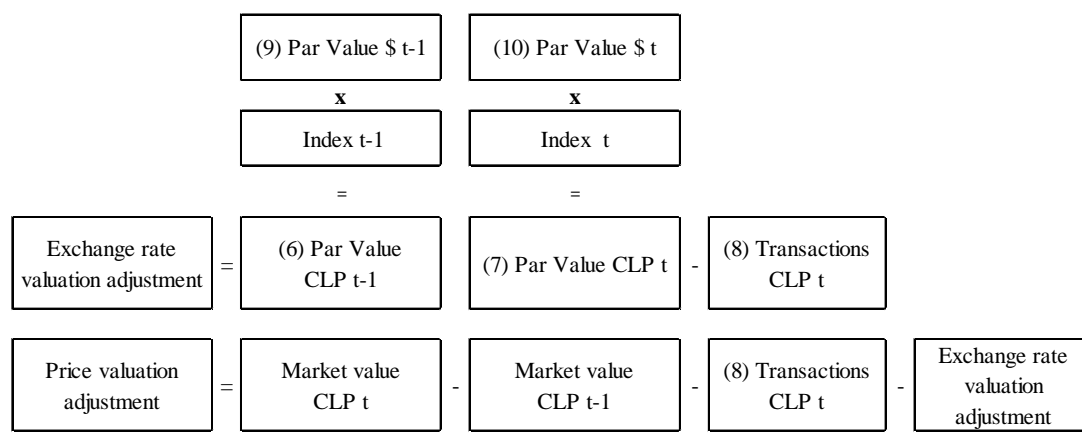 (9) Par Value $ t-1
(10) Par Value $ t
x
x
Index t-1
Index t
=
=
Exchange rate
valuation adjustment
=
(6) Par Value
CLP t-1
(7) Par Value CLP t
-
(8) Transactions
CLP t
Price valuation
adjustment
=
Market value
CLP t
-
Market value
CLP t-1
-
(8) Transactions
CLP t
-
Exchange rate
valuation
adjustment